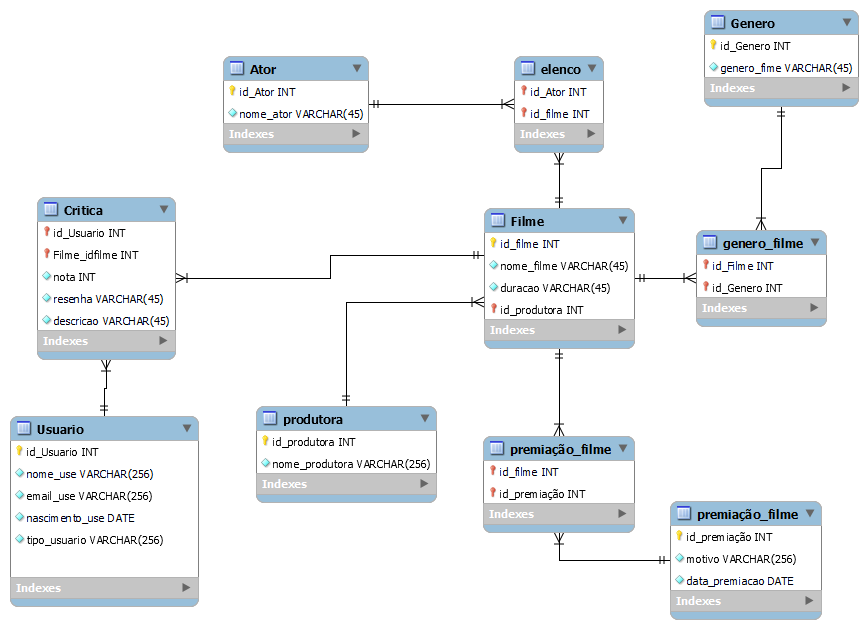 Genero
id_Genero INT
genero_fime VARCHAR(45)
Indexes
Ator
id_Ator INT
nome_ator VARCHAR(45)
Indexes
elenco
id_Ator INT
id_filme INT
Indexes
Critica
id_Usuario INT
Filme_idfilme INT
nota INT
resenha VARCHAR(45)
descricao VARCHAR(45)
Indexes
Filme
id_filme INT
nome_filme VARCHAR(45)
duracao VARCHAR(45)
id_produtora INT
Indexes
genero_filme
id_Filme INT
id_Genero INT
Indexes
Usuario
id_Usuario INT
nome_use VARCHAR(256)
email_use VARCHAR(256)
nascimento_use DATE
tipo_usuario VARCHAR(256)
Indexes
produtora
id_produtora INT
nome_produtora VARCHAR(256)
Indexes
premiação_filme
id_filme INT
id_premiação INT
Indexes
premiação_filme
id_premiação INT
motivo VARCHAR(256)
data_premiacao DATE
Indexes